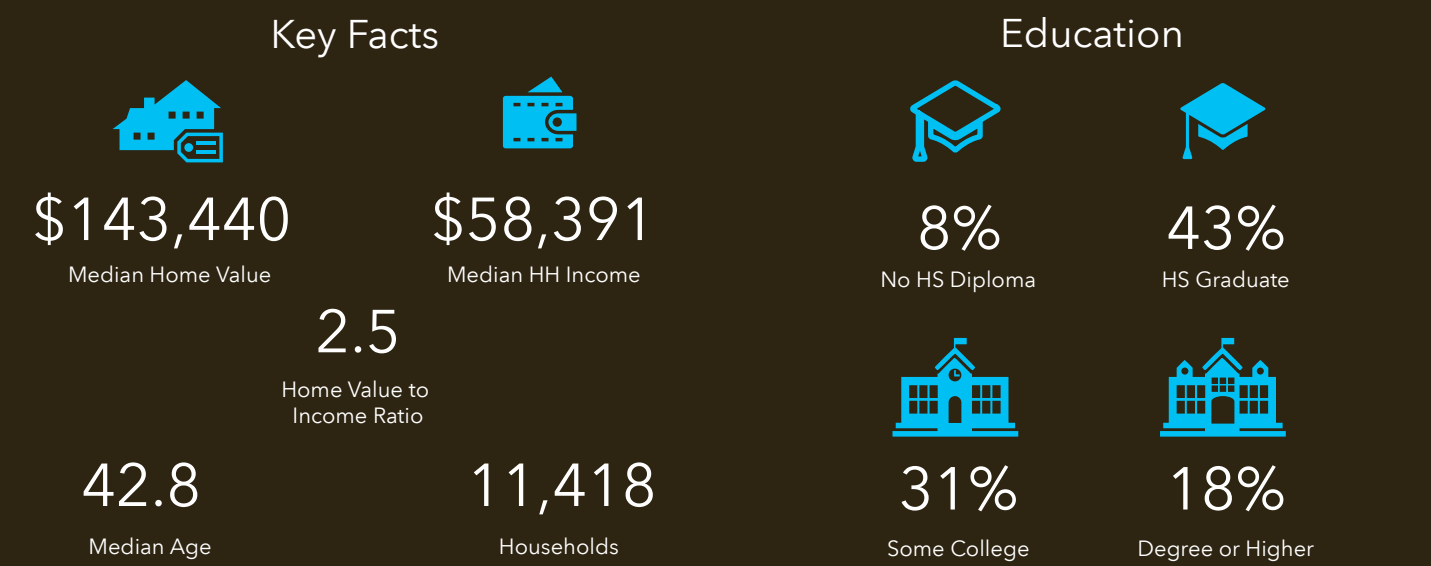 Key Facts
$143,440
Median Home Value
$58,391
Median HH Income
2.5
Home Value to
Income Ratio
42.8
Median Age
11,418
Households
Education
8%
No HS Diploma
43%
HS Graduate
31%
Some College
18%
Degree or Higher